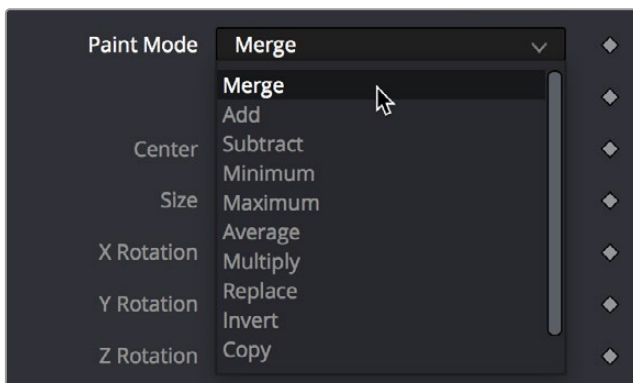 Paint Mode Merge
Merge
Add
Center Subtract
Minimum
Size Maximum
Average
X Rotation Multiply
Replace
Y Rotation Invert
Z Rotation Copy